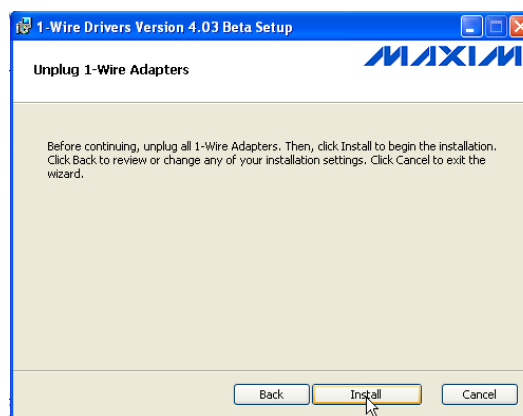 1-Wire Drivers Version 4.03 Beta Setup
MAXIM
Unplug 1-Wire Adapters
Before continuing, unplug all 1-Wire Adapters. Then, click Install to begin the installation.
Click Back to review or change any of your installation settings. Click Cancel to exit the
wizard.
Back Install Cancel